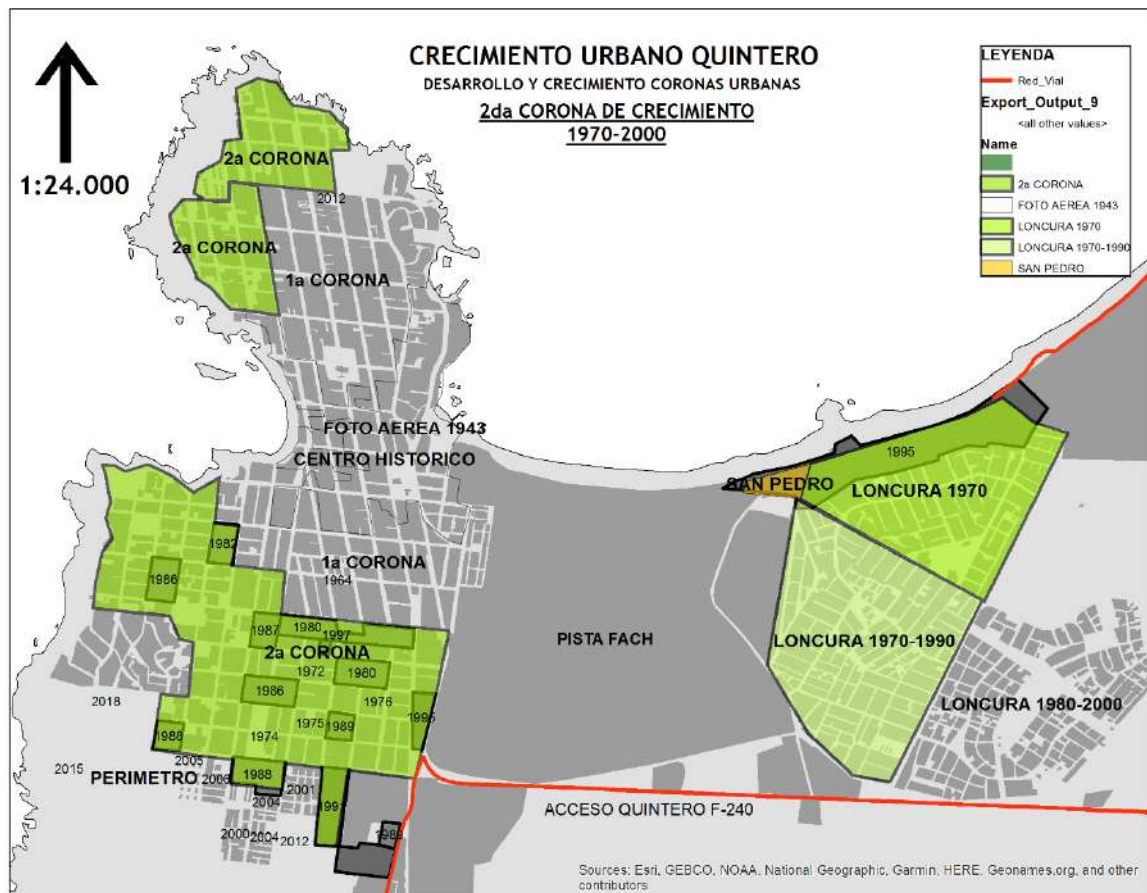 CRECIMIENTO URBANO QUINTERO
DESARROLLO Y CRECIMIENTO CORONAS URBANAS
2da CORONA DE CRECIMIENTO
1970-2000
1:24.000
LEYENDA
Red_Vial
Export_Output_9
<all other values>
Name
2a CORONA
FOTO AEREA 1943
LONCURA 1970
LONCURA 1970-1990
SAN PEDRO
2a CORONA
2012
2a CORONA
1a CORONA
FOTO AEREA 1943
CENTRO HISTORICO
1995
SAN PEDRO
LONCURA 1970
1982
1a CORONA
1964
1986
1987
1980
1997
PISTA FACH
LONCURA 1970-1990
2a CORONA
1972
1980
1986
1976
2018
LONCURA 1980-2000
1975
1989
1988
1974
2005
2015
PERIMETRO
1988
2001
2004
ACCESO QUINTERO F-240
2000
2004
2012
1989
Sources: Esri, GEBCO, NOAA, National Geographic, Garmin, HERE, Geonames.org, and other
contributors